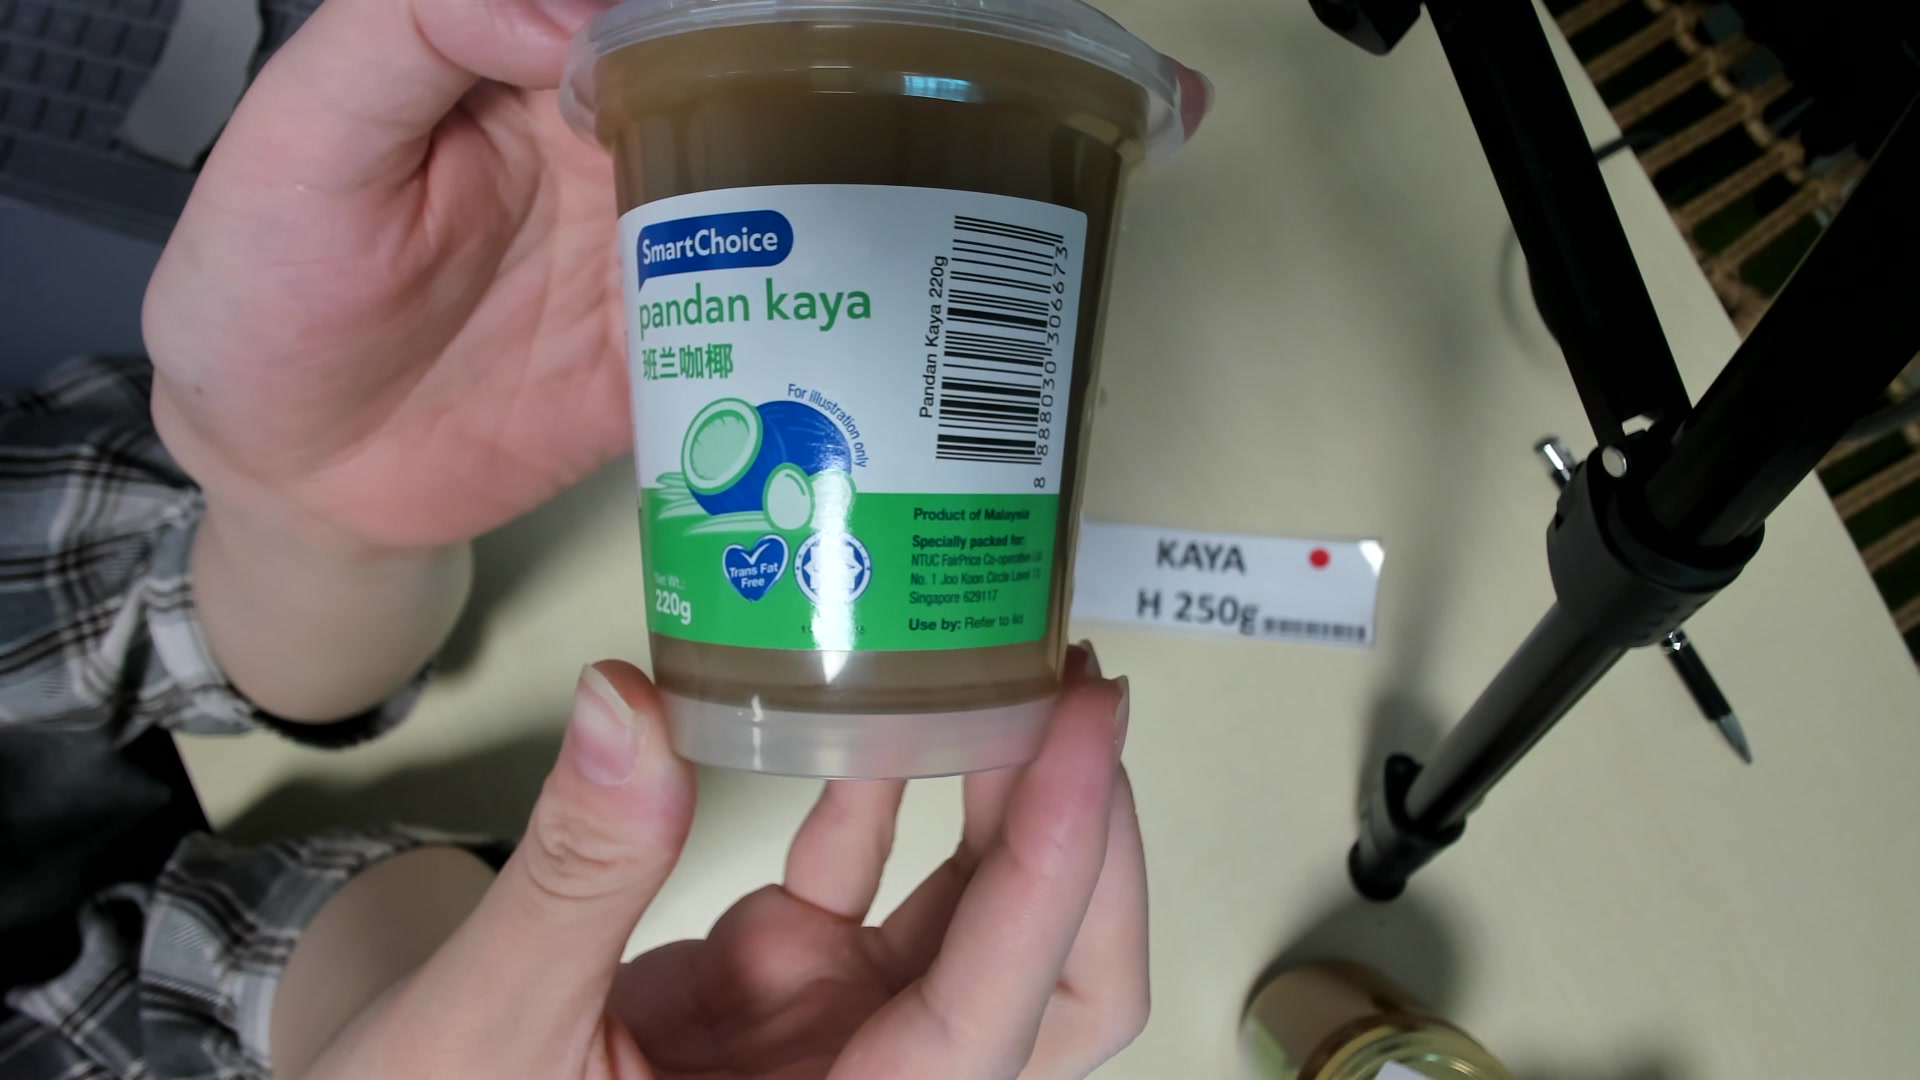 SmartChoice
pandan kaya
班兰咖椰
For illustration only
Trans Fat
Free
Net Wt.:
220g
Pandan Kaya 220g
8 888030 306673
Product of Malaysia
Specially packed for:
NTUC FairPrice Co-operative Ltd
No. 1 Joo Koon Circle Level 13
Singapore 629117
Use by: Refer to lid
KAYA
H 250g